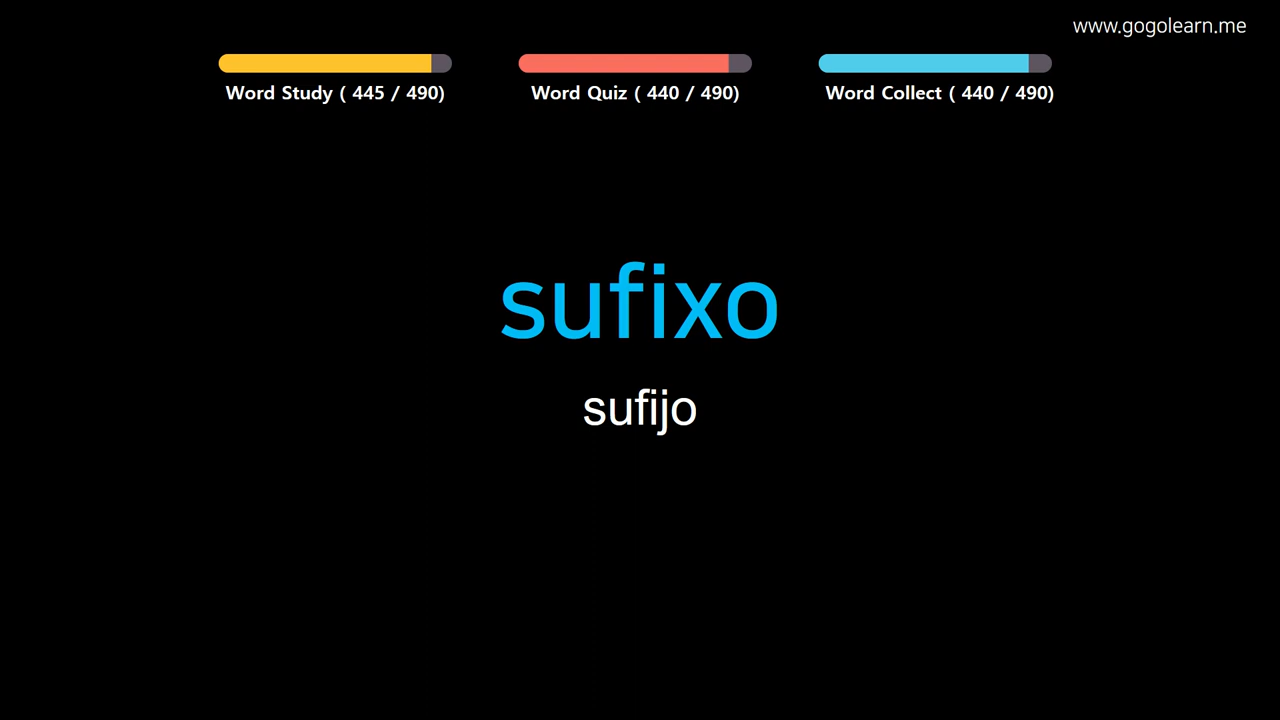 www.gogolearn.me
Word Study ( 445 / 490)
Word Quiz ( 440 / 490)
Word Collect ( 440 / 490)
sufixo
sufijo